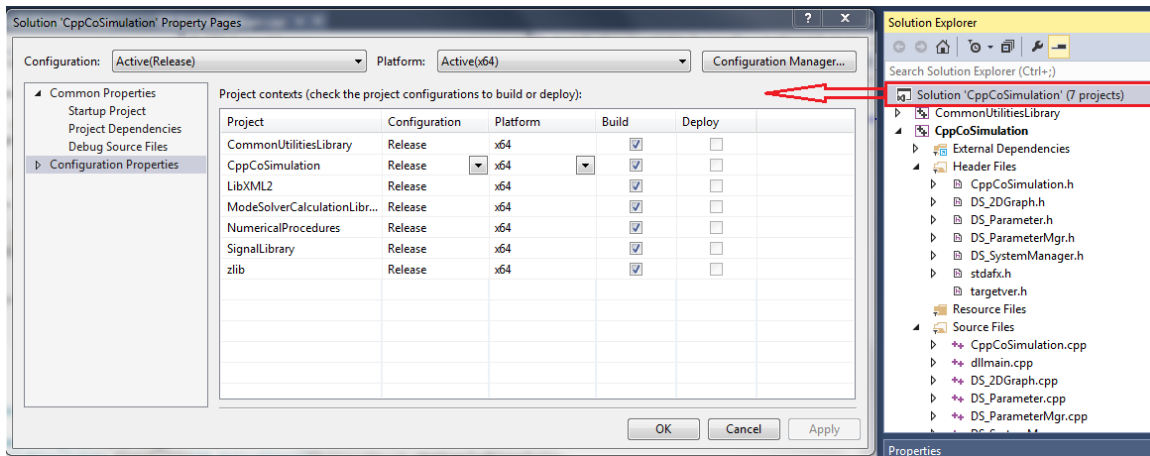 Solution 'CppCoSimulation' Property Pages
? x
Configuration: Active(Release) Platform: Active(x64) Configuration Manager...
Common Properties
Startup Project
Project Dependencies
Debug Source Files
Configuration Properties
Project contexts (check the project configurations to build or deploy):
Project Configuration Platform Build Deploy
CommonUtilitiesLibrary Release x64
CppCoSimulation Release x64
LibXML2 Release x64
ModeSolverCalculationLibr... Release x64
NumericalProcedures Release x64
SignalLibrary Release x64
zlib Release x64
OK Cancel Apply
Solution Explorer
Search Solution Explorer (Ctrl+;)
Solution 'CppCoSimulation' (7 projects)
CommonUtilitiesLibrary
CppCoSimulation
External Dependencies
Header Files
CppCoSimulation.h
DS_2DGraph.h
DS_Parameter.h
DS_ParameterMgr.h
DS_SystemManager.h
stdafx.h
targetver.h
Resource Files
Source Files
CppCoSimulation.cpp
dllmain.cpp
DS_2DGraph.cpp
DS_Parameter.cpp
DS_ParameterMgr.cpp
Properties